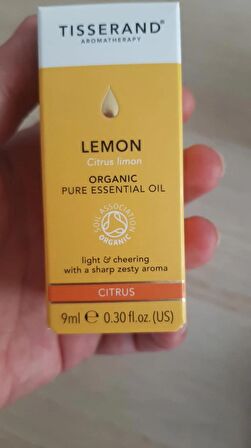 TISSERAND®
AROMATHERAPY
LEMON
Citrus limon
ORGANIC
PURE ESSENTIAL OIL
SOIL ASSOCIATION
ORGANIC
light & cheering
with a sharp zesty aroma
CITRUS
9ml ℮ 0.30 fl.oz.(US)